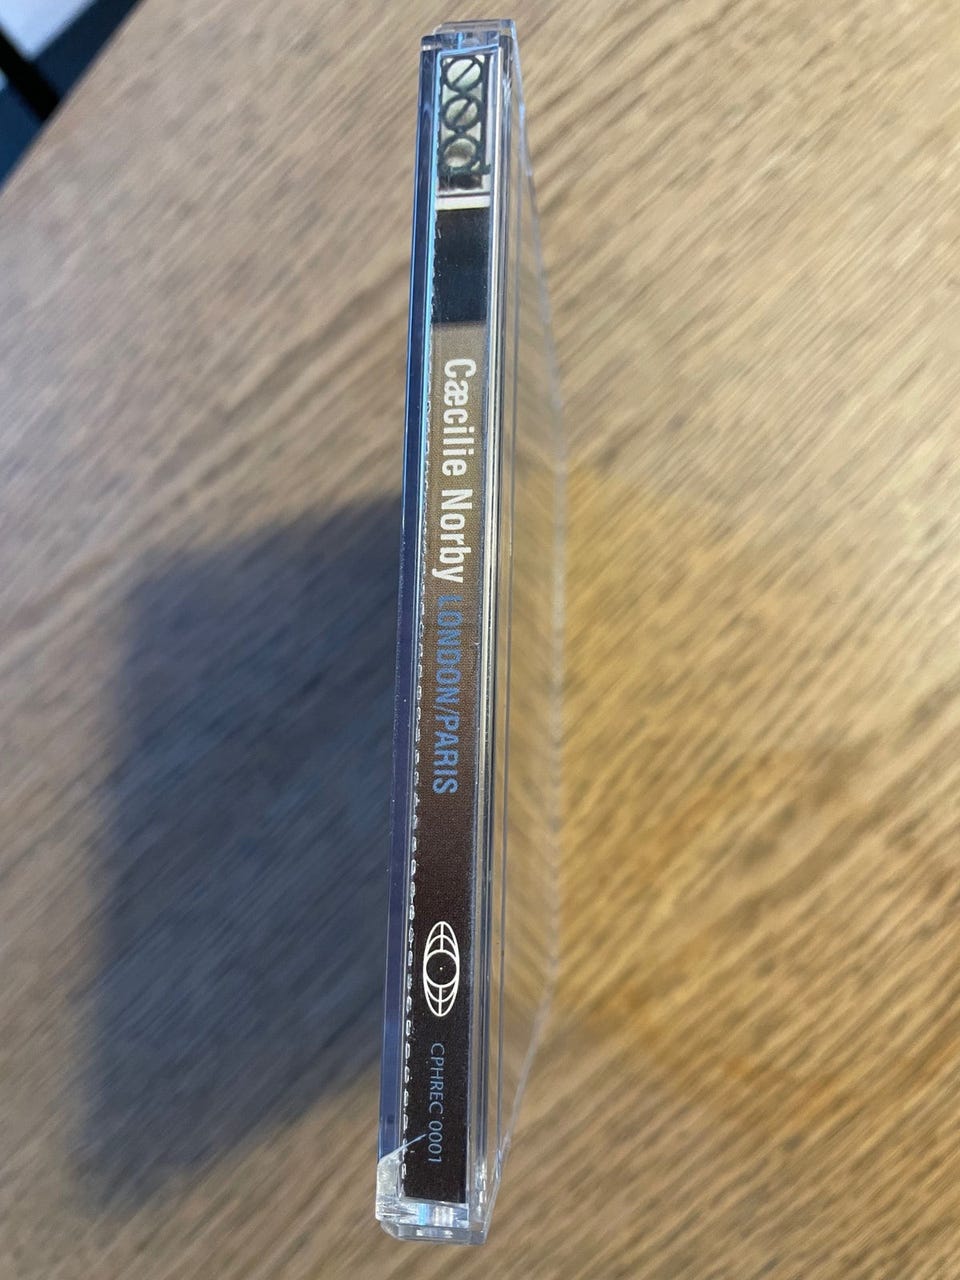 Cæcilie Norby LONDON/PARIS
CPHREC 0001